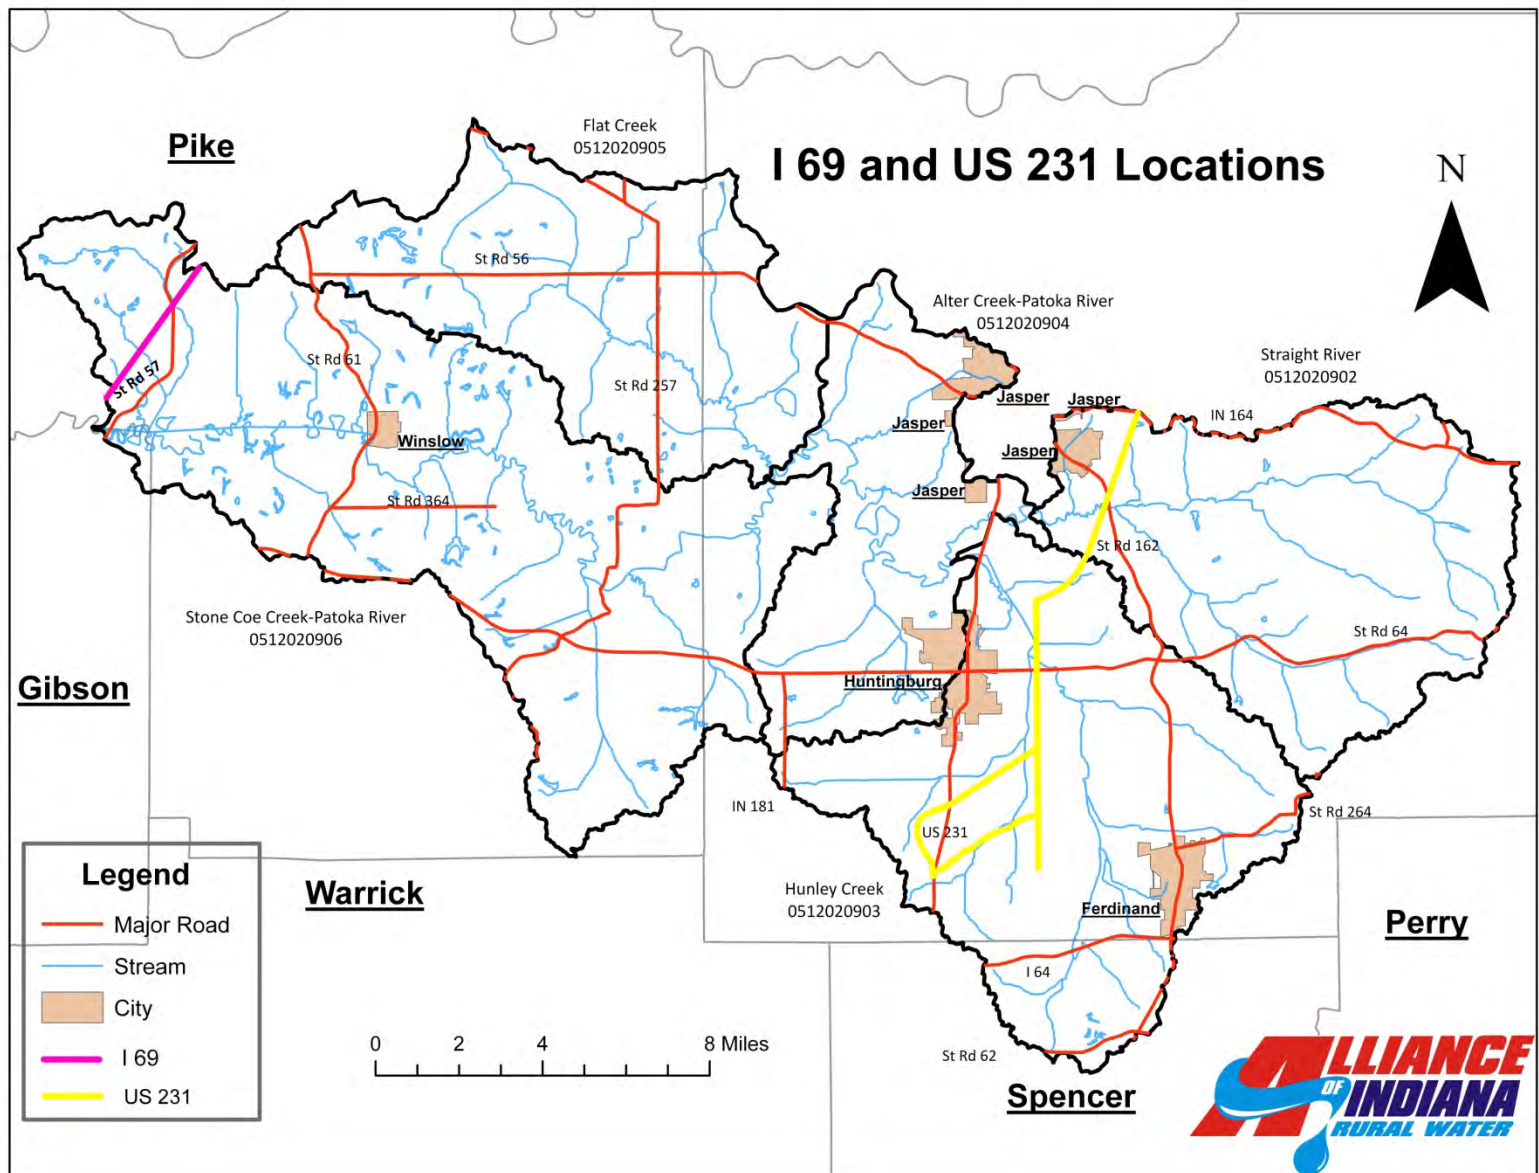 I 69 and US 231 Locations
N
Pike
Flat Creek
0512020905
St Rd 56
Alter Creek-Patoka River
0512020904
Straight River
0512020902
St Rd 57
St Rd 61
St Rd 257
Jasper
Jasper
IN 164
Jasper
Winslow
Jasper
Jasper
St Rd 364
St Rd 162
Stone Coe Creek-Patoka River
0512020906
St Rd 64
Gibson
Huntingburg
IN 181
US 231
St Rd 264
Hunley Creek
0512020903
Ferdinand
Warrick
Perry
I 64
St Rd 62
Spencer
Legend
Major Road
Stream
City
I 69
US 231
0 2 4 8 Miles
ALLIANCE
OF INDIANA
RURAL WATER